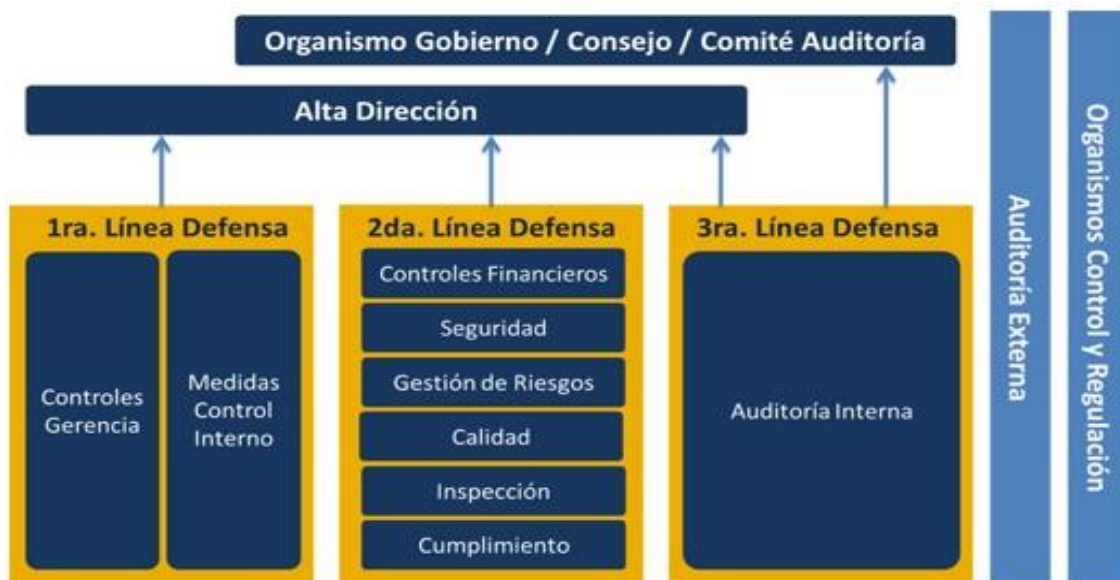 Organismo Gobierno / Consejo / Comité Auditoría
Alta Dirección
1ra. Línea Defensa
Controles
Gerencia
Medidas
Control
Interno
2da. Línea Defensa
Controles Financieros
Seguridad
Gestión de Riesgos
Calidad
Inspección
Cumplimiento
3ra. Línea Defensa
Auditoría Interna
Auditoría Externa
Organismos Control y Regulación